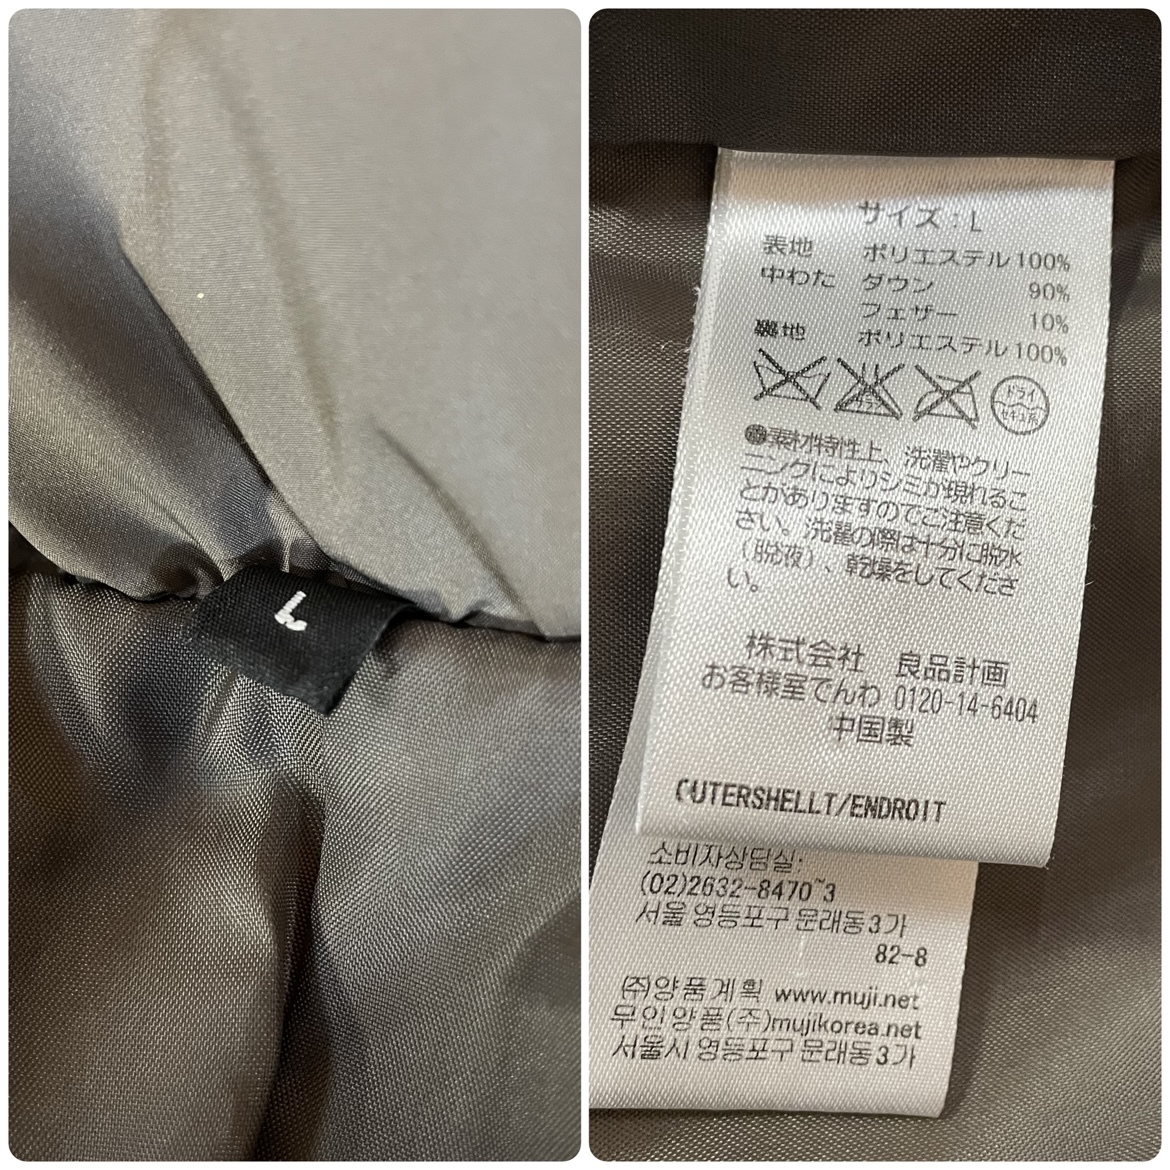 L
サイズ:L
表地 ポリエステル100%
中わた ダウン 90%
フェザー 10%
裏地 ポリエステル100%
ドライ
セキユ系
●素材特性上、洗濯やクリー
ニングによりシミが現れるこ
とがありますのでご注意くだ
さい。洗濯の際は十分に脱水
(脱液)、乾燥をしてくださ
い。
株式会社 良品計画
お客様室でんわ 0120-14-6404
中国製
OUTERSHELLT/ENDROIT
소비자상담실:
(02)2632-8470~3
서울 영등포구 문래동3가
82-8
(주)양품계획 www.muji.net
무인양품(주)mujikorea.net
서울시 영등포구 문래동3가